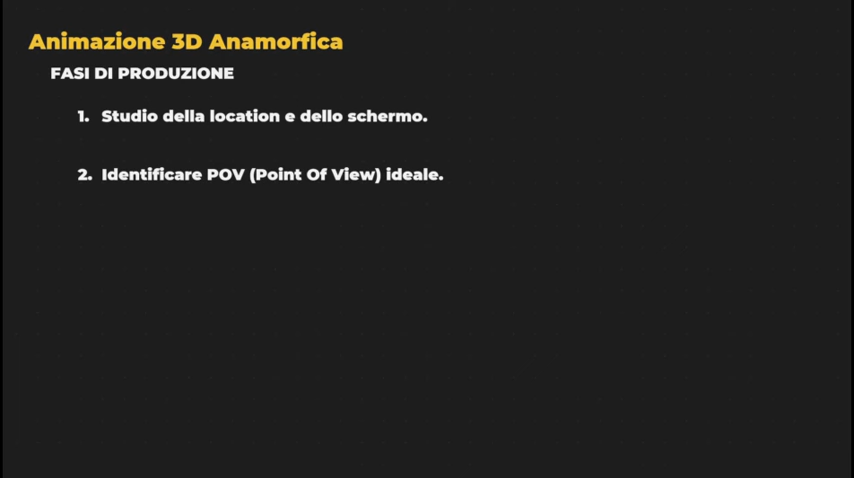 Animazione 3D Anamorfica
FASI DI PRODUZIONE
1. Studio della location e dello schermo.
2. Identificare POV (Point Of View) ideale.